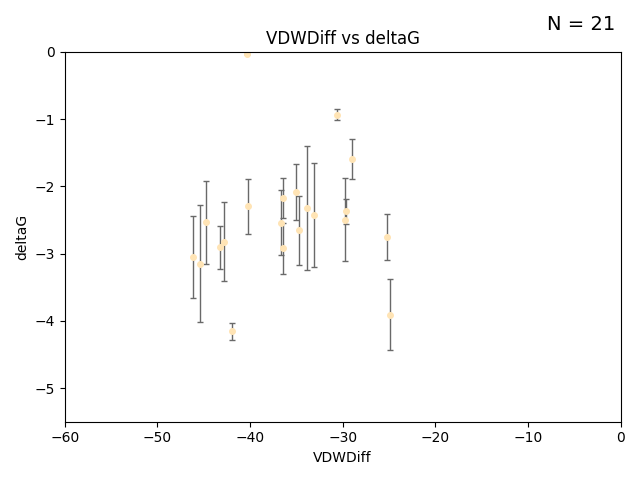 N = 21
VDWDiff vs deltaG
0
−1
−2
−3
−4
−5
deltaG
−60 −50 −40 −30 −20 −10 0
VDWDiff